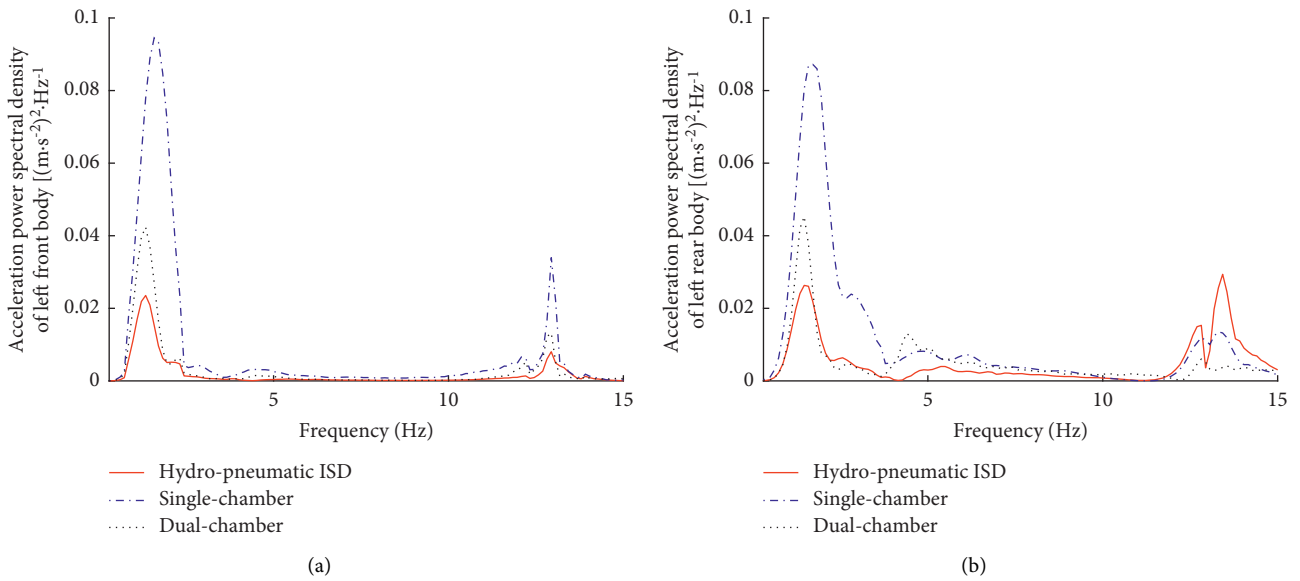 0.1
0.08
0.06
0.04
0.02
0
Acceleration power spectral density
of left front body [(m·s⁻²)²·Hz⁻¹
5
10
15
Frequency (Hz)
Hydro-pneumatic ISD
Single-chamber
Dual-chamber
(a)
0.1
0.08
0.06
0.04
0.02
0
Acceleration power spectral density
of left rear body [(m·s⁻²)²·Hz⁻¹
5
10
15
Frequency (Hz)
Hydro-pneumatic ISD
Single-chamber
Dual-chamber
(b)